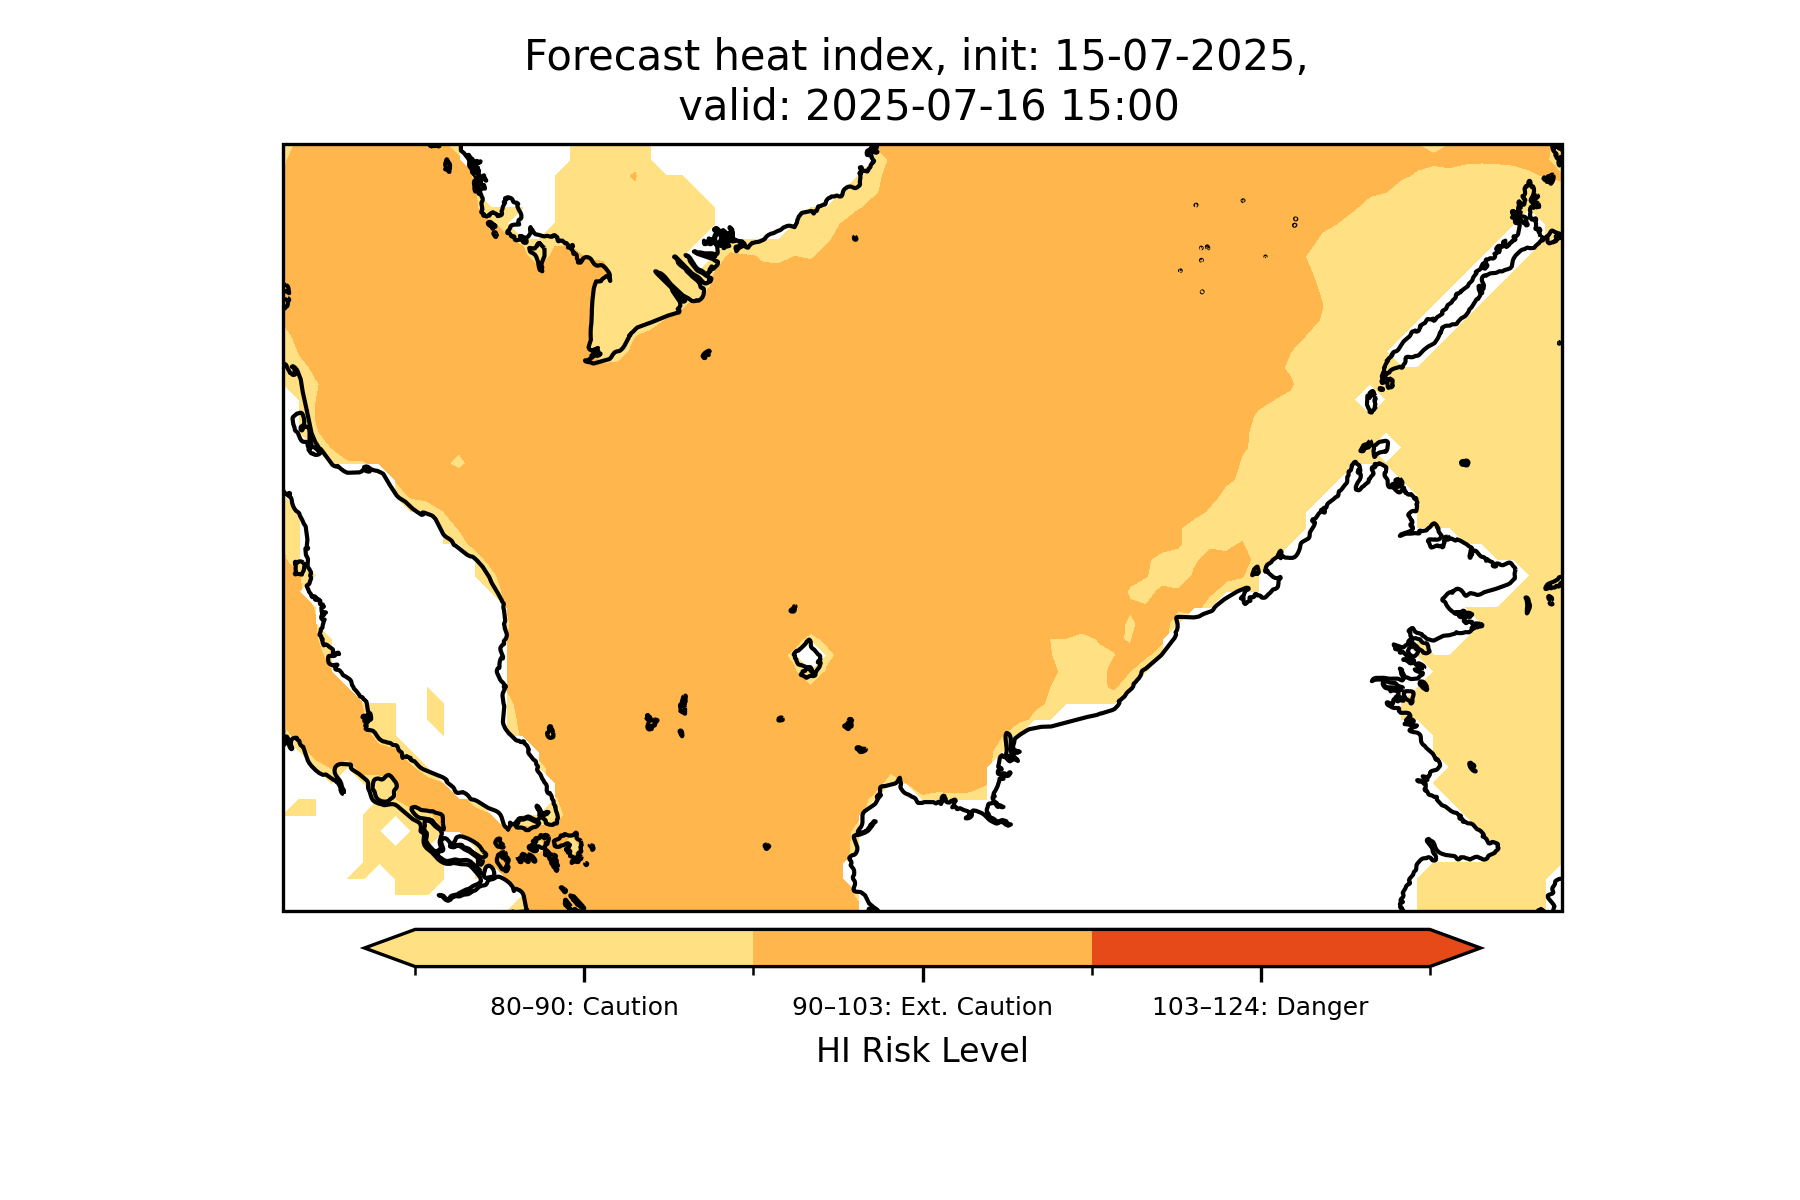 Forecast heat index, init: 15-07-2025,
valid: 2025-07-16 15:00
80–90: Caution
90–103: Ext. Caution
103–124: Danger
HI Risk Level